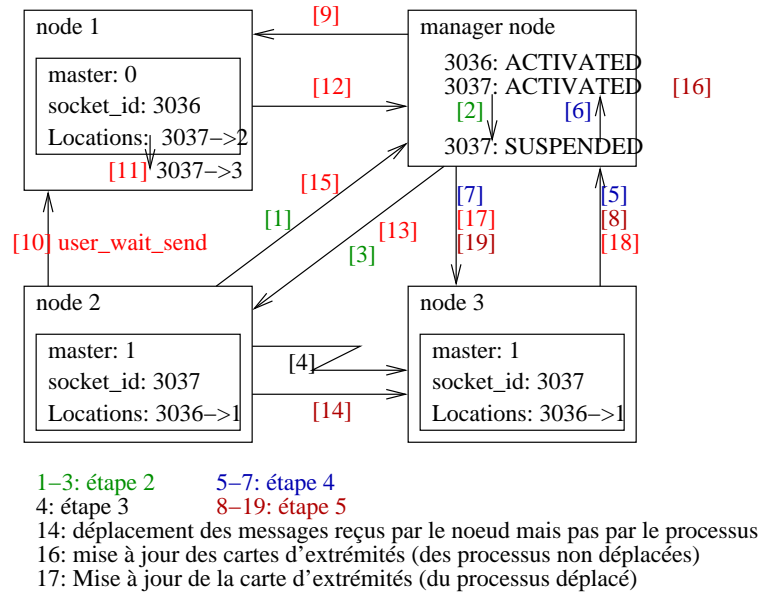 [9]
node 1
manager node
master: 0
socket_id: 3036
Locations: 3037->2
[11] 3037->3
[12]
3036: ACTIVATED
3037: ACTIVATED
[16]
[2]
[6]
3037: SUSPENDED
[15]
[1]
[13]
[3]
[7]
[17]
[19]
[5]
[8]
[18]
[10] user_wait_send
node 2
node 3
master: 1
socket_id: 3037
Locations: 3036->1
[4]
[14]
master: 1
socket_id: 3037
Locations: 3036->1
1–3: étape 2
5–7: étape 4
4: étape 3
8–19: étape 5
14: déplacement des messages reçus par le noeud mais pas par le processus
16: mise à jour des cartes d'extrémités (des processus non déplacées)
17: Mise à jour de la carte d'extrémités (du processus déplacé)